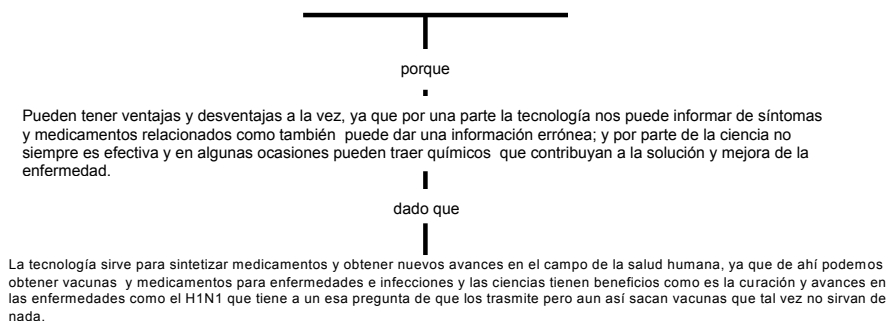 porque
Pueden tener ventajas y desventajas a la vez, ya que por una parte la tecnología nos puede informar de síntomas
y medicamentos relacionados como también puede dar una información errónea; y por parte de la ciencia no
siempre es efectiva y en algunas ocasiones pueden traer químicos que contribuyan a la solución y mejora de la
enfermedad.
dado que
La tecnología sirve para sintetizar medicamentos y obtener nuevos avances en el campo de la salud humana, ya que de ahí podemos
obtener vacunas y medicamentos para enfermedades e infecciones y las ciencias tienen beneficios como es la curación y avances en
las enfermedades como el H1N1 que tiene a un esa pregunta de que los trasmite pero aun así sacan vacunas que tal vez no sirvan de
nada.